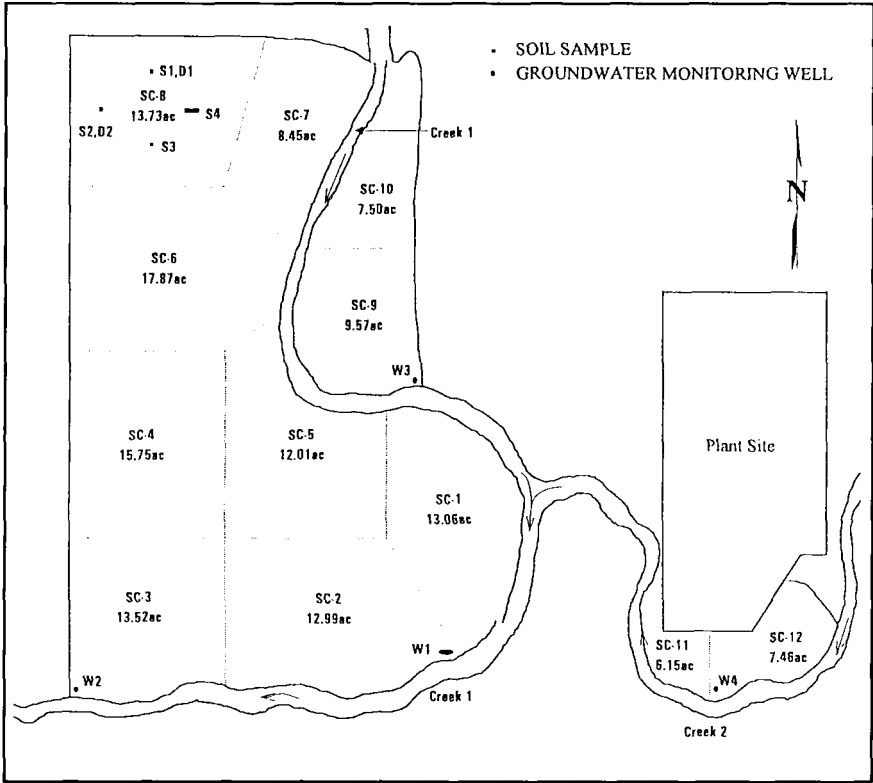 SOIL SAMPLE
GROUNDWATER MONITORING WELL
S1,D1
SC-8
13.73ac
S4
S2,D2
S3
SC-7
8.45ac
Creek 1
SC-10
7.50ac
N
SC-6
17.87ac
SC-9
9.57ac
W3
SC-4
15.75ac
SC-5
12.01ac
Plant Site
SC-1
13.06ac
SC-3
13.52ac
SC-2
12.99ac
W1
SC-11
6.15ac
SC-12
7.46ac
W2
W4
Creek 1
Creek 2